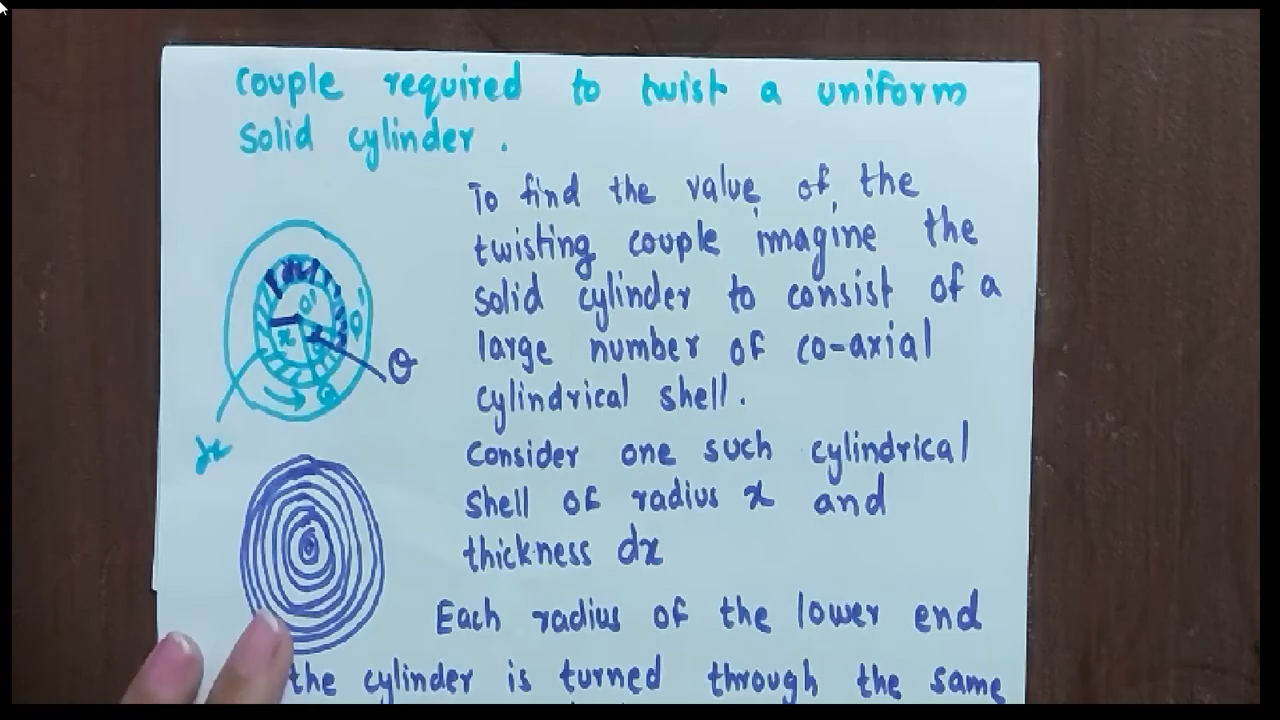 couple required to twist a uniform
solid cylinder.
To find the value of the
twisting couple imagine the
solid cylinder to consist of a
large number of co-axial
cylindrical shell.
Consider one such cylindrical
shell of radius x and
thickness dx
Each radius of the lower end
the cylinder is turned through the same
O'
x
θ